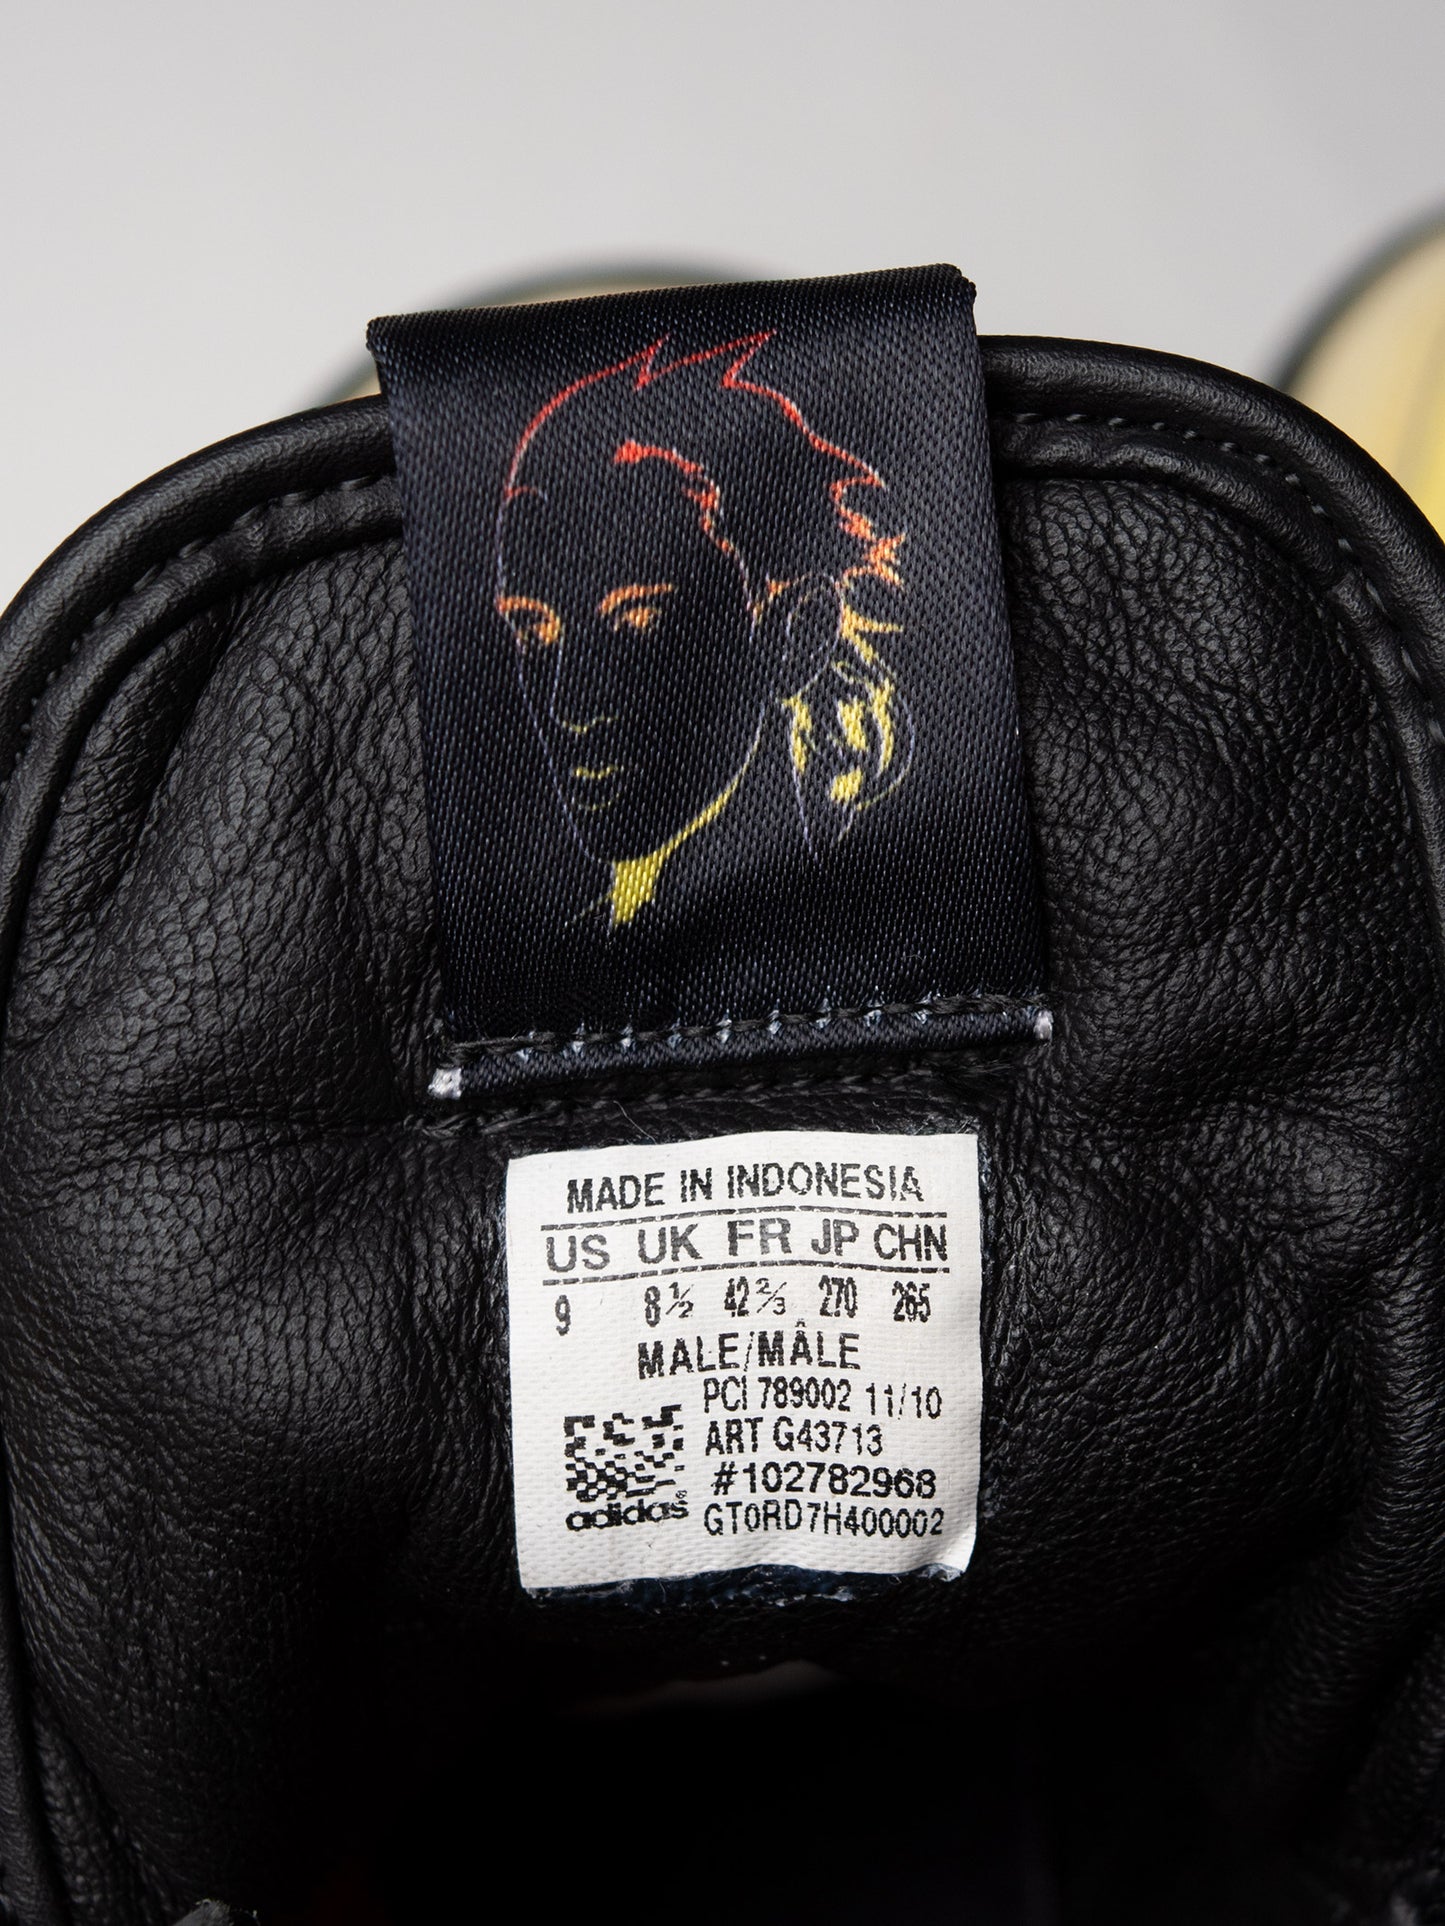 MADE IN INDONESIA
US UK FR JP CHN
9 8½ 42⅔ 270 265
MALE/MÂLE
PCI 789002 11/10
ART G43713
#102782968
adidas® GT0RD7H400002